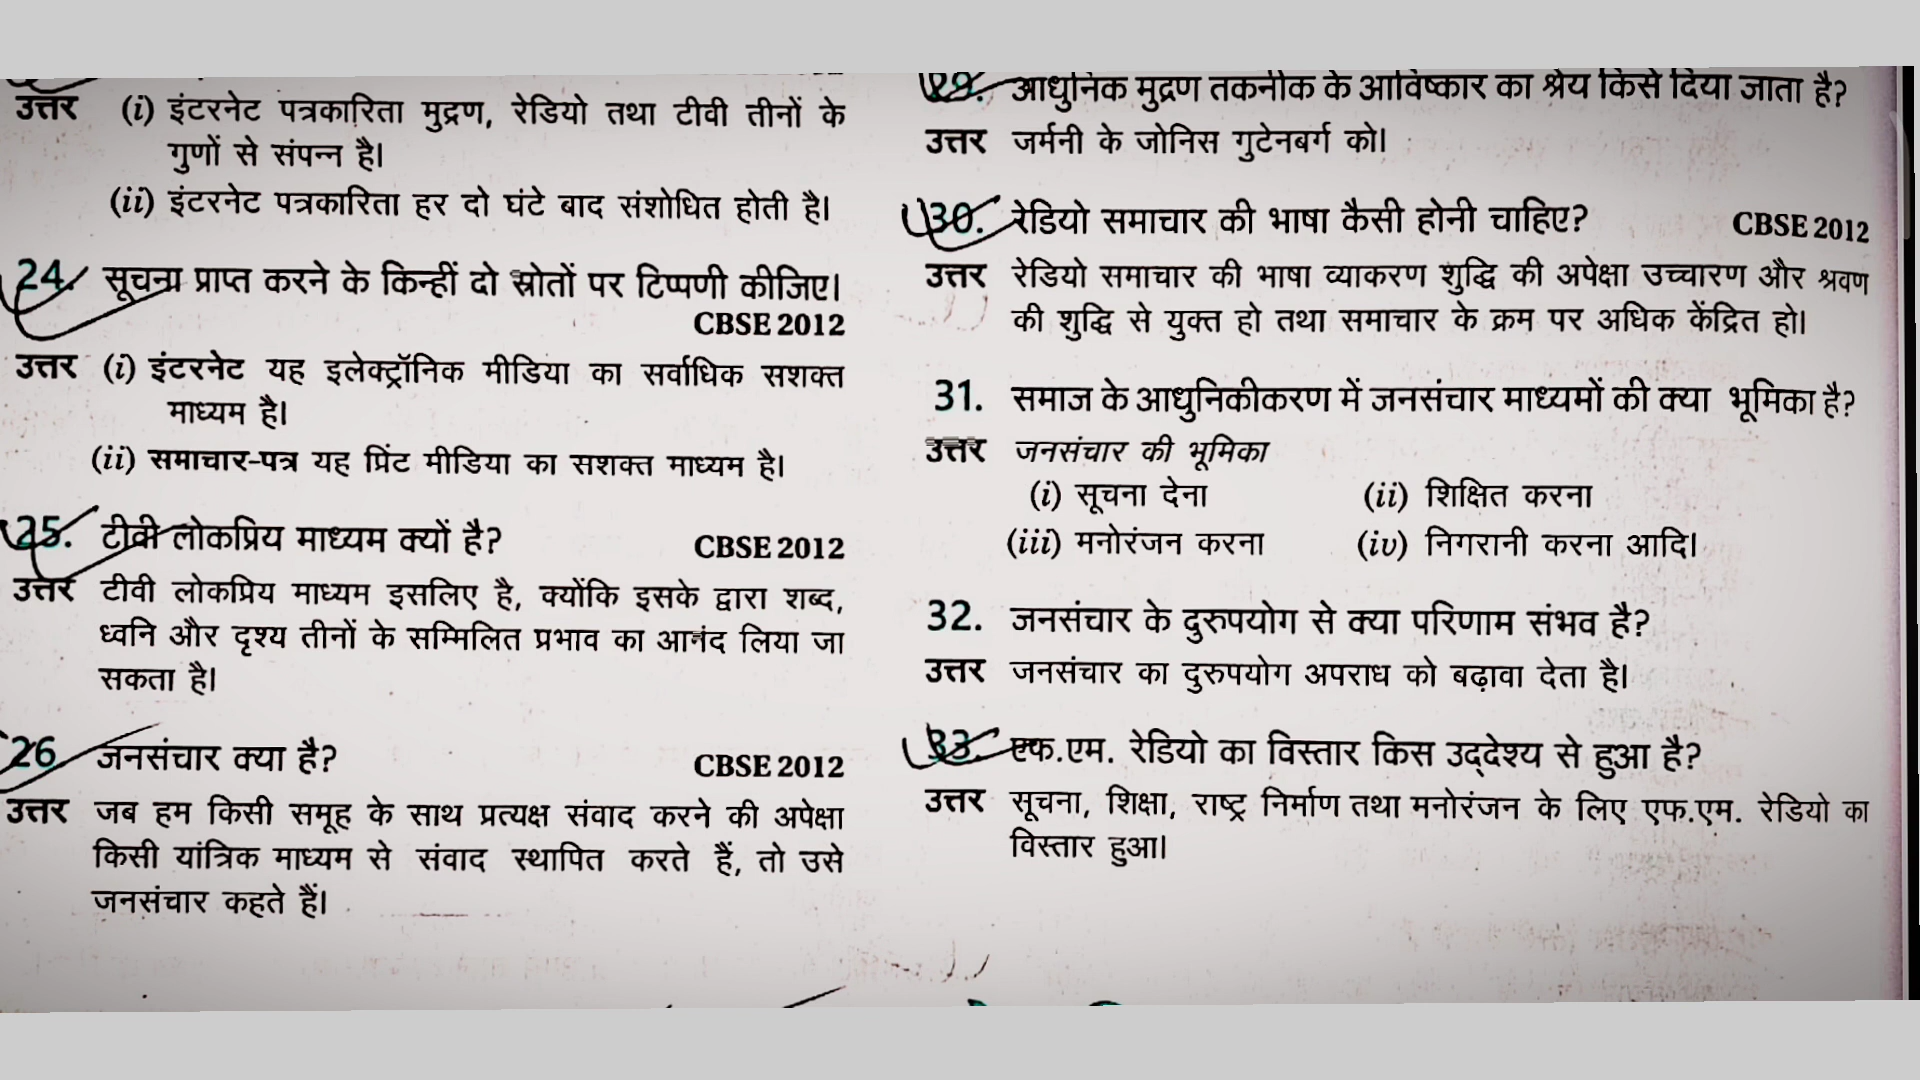 उत्तर (i) इंटरनेट पत्रकारिता मुद्रण, रेडियो तथा टीवी तीनों के
गुणों से संपन्न है।
(ii) इंटरनेट पत्रकारिता हर दो घंटे बाद संशोधित होती है।
24. सूचना प्राप्त करने के किन्हीं दो स्रोतों पर टिप्पणी कीजिए।
CBSE 2012
उत्तर (i) इंटरनेट यह इलेक्ट्रॉनिक मीडिया का सर्वाधिक सशक्त
माध्यम है।
(ii) समाचार-पत्र यह प्रिंट मीडिया का सशक्त माध्यम है।
25. टीवी लोकप्रिय माध्यम क्यों है? CBSE 2012
उत्तर टीवी लोकप्रिय माध्यम इसलिए है, क्योंकि इसके द्वारा शब्द,
ध्वनि और दृश्य तीनों के सम्मिलित प्रभाव का आनंद लिया जा
सकता है।
26 जनसंचार क्या है? CBSE 2012
उत्तर जब हम किसी समूह के साथ प्रत्यक्ष संवाद करने की अपेक्षा
किसी यांत्रिक माध्यम से संवाद स्थापित करते हैं, तो उसे
जनसंचार कहते हैं।
29. आधुनिक मुद्रण तकनीक के आविष्कार का श्रेय किसे दिया जाता है?
उत्तर जर्मनी के जोनिस गुटेनबर्ग को।
30. रेडियो समाचार की भाषा कैसी होनी चाहिए? CBSE 2012
उत्तर रेडियो समाचार की भाषा व्याकरण शुद्धि की अपेक्षा उच्चारण और श्रवण
की शुद्धि से युक्त हो तथा समाचार के क्रम पर अधिक केंद्रित हो।
31. समाज के आधुनिकीकरण में जनसंचार माध्यमों की क्या भूमिका है?
उत्तर जनसंचार की भूमिका
(i) सूचना देना (ii) शिक्षित करना
(iii) मनोरंजन करना (iv) निगरानी करना आदि।
32. जनसंचार के दुरुपयोग से क्या परिणाम संभव है?
उत्तर जनसंचार का दुरुपयोग अपराध को बढ़ावा देता है।
33. एफ.एम. रेडियो का विस्तार किस उद्देश्य से हुआ है?
उत्तर सूचना, शिक्षा, राष्ट्र निर्माण तथा मनोरंजन के लिए एफ.एम. रेडियो का
विस्तार हुआ।